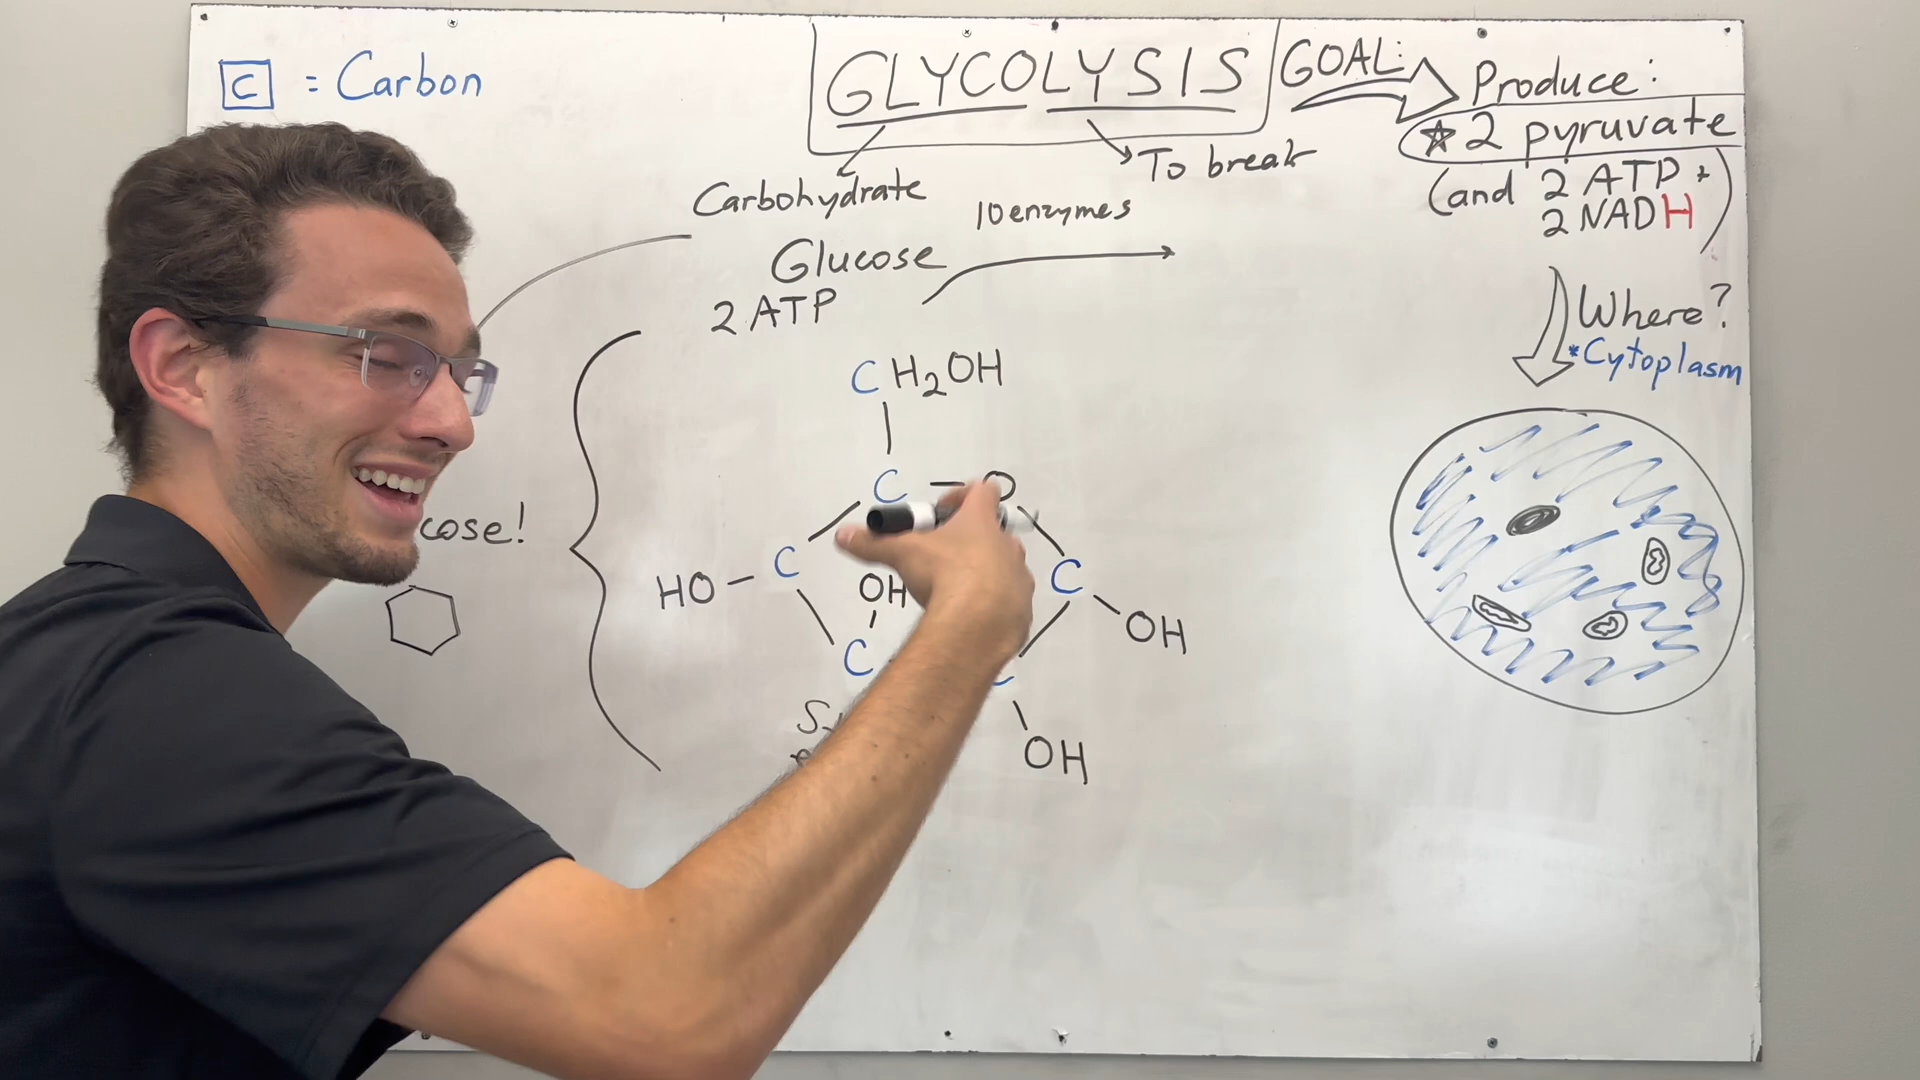 C = Carbon
GLYCOLYSIS
GOAL:
Produce:
☆ 2 pyruvate
(and 2 ATP +
2 NADH)
To break
Carbohydrate
10 enzymes
Glucose
2 ATP
Where?
*Cytoplasm
CH2OH
C – O
cose!
HO – C
OH
C
OH
C
OH